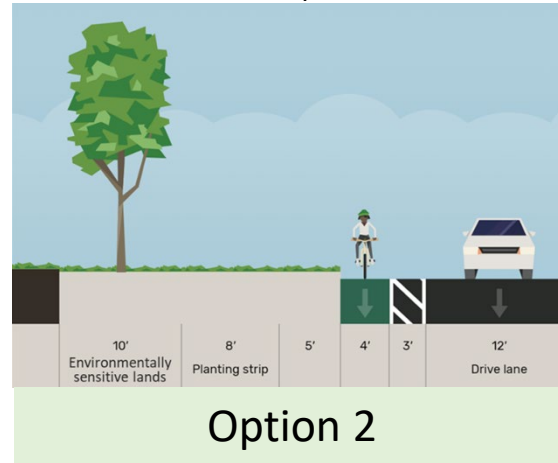 10' 8' 5' 4' 3' 12'
Environmentally
sensitive lands Planting strip Drive lane
Option 2